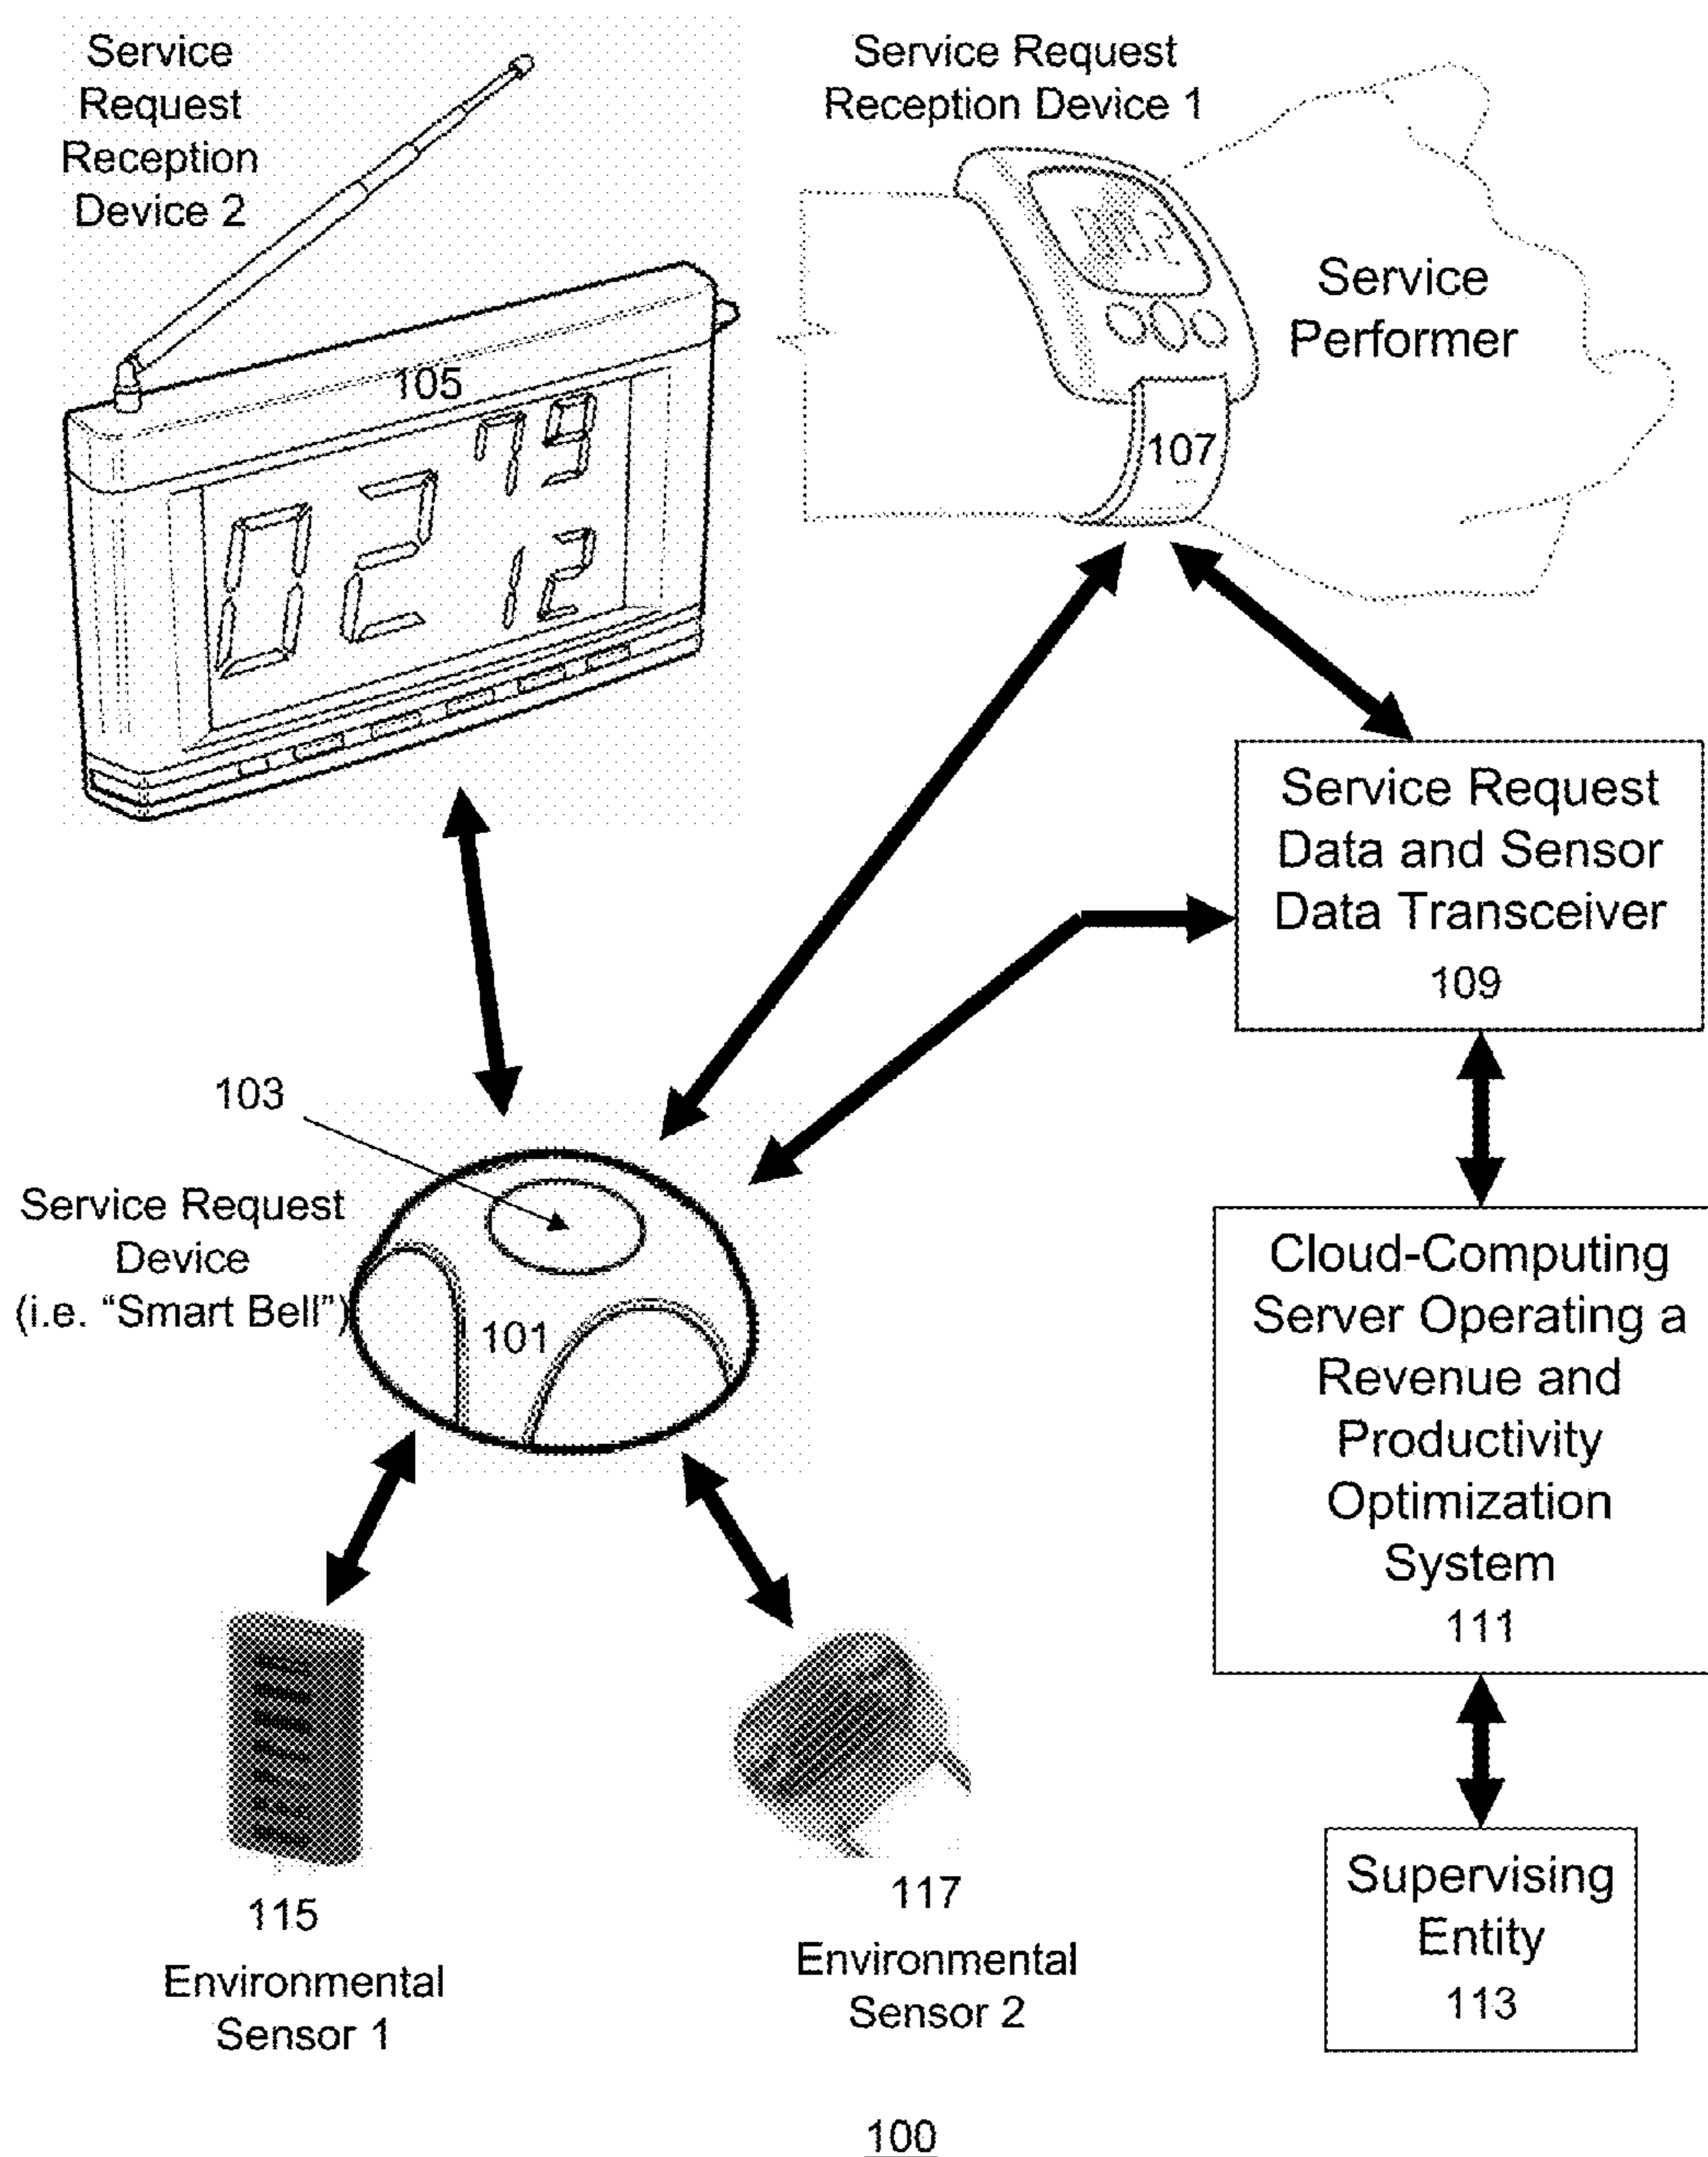 Service
Request
Reception
Device 2
Service Request
Reception Device 1
Service
Performer
105
107
02
79
12
Service Request
Data and Sensor
Data Transceiver
109
103
Service Request
Device
(i.e. “Smart Bell”)
101
Cloud-Computing
Server Operating a
Revenue and
Productivity
Optimization
System
111
115
Environmental
Sensor 1
117
Environmental
Sensor 2
Supervising
Entity
113
100